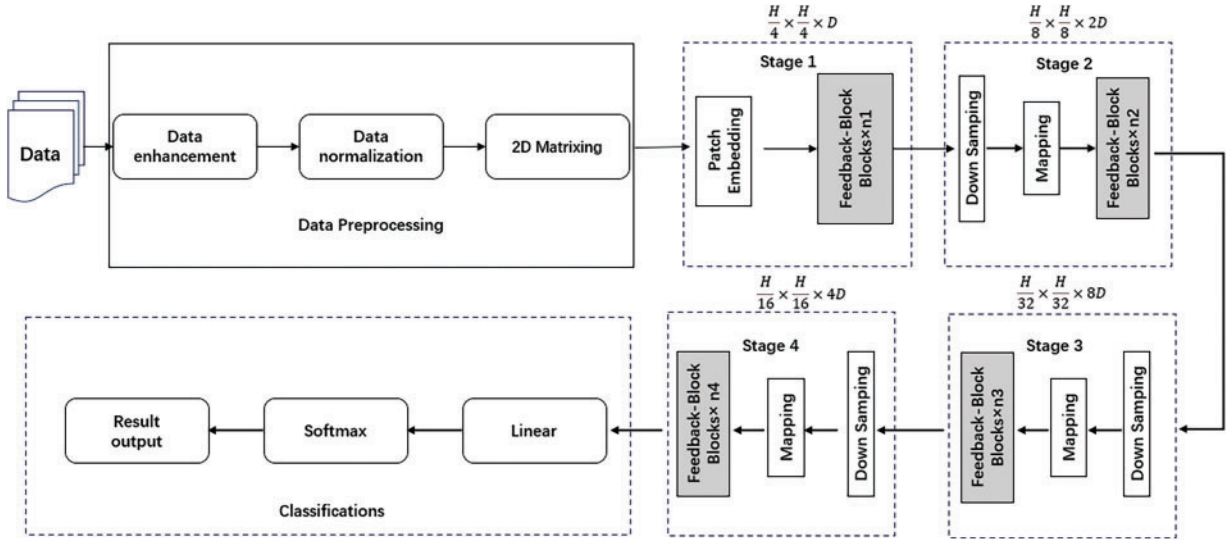 Data
Data
enhancement
Data
normalization
2D Matrixing
Data Preprocessing
H/4 × H/4 × D
Stage 1
Patch
Embedding
Feedback-Block
Blocks×n1
H/8 × H/8 × 2D
Stage 2
Down Samping
Mapping
Feedback-Block
Blocks×n2
H/32 × H/32 × 8D
Stage 3
Down Samping
Mapping
Feedback-Block
Blocks×n3
H/16 × H/16 × 4D
Stage 4
Down Samping
Mapping
Feedback-Block
Blocks× n4
Linear
Softmax
Result
output
Classifications